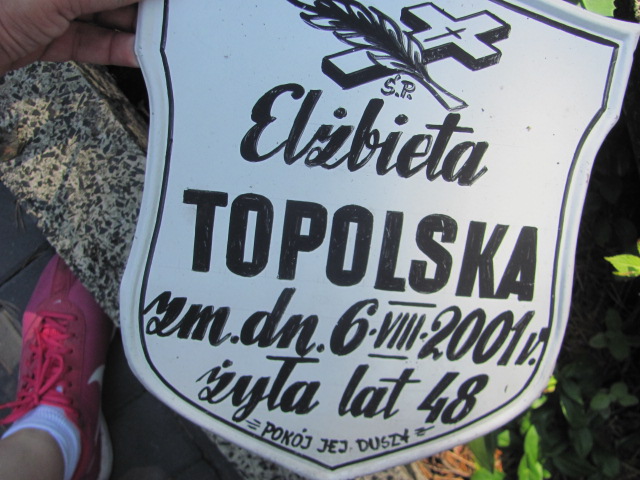 Ś.P.
Elżbieta
TOPOLSKA
zm. dn. 6·VIII·2001 r.
żyła lat 48
= POKÓJ JEJ DUSZY =